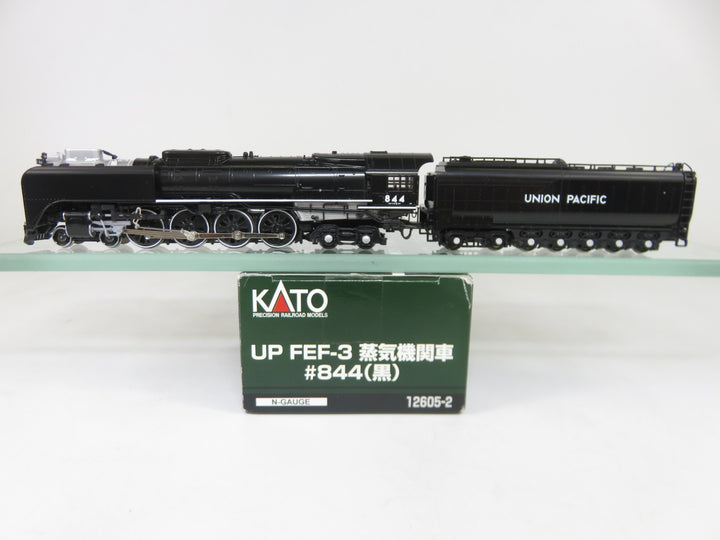 844
UNION PACIFIC
KATO
PRECISION RAILROAD MODELS
UP FEF-3 蒸気機関車
#844(黒)
N-GAUGE
12605-2